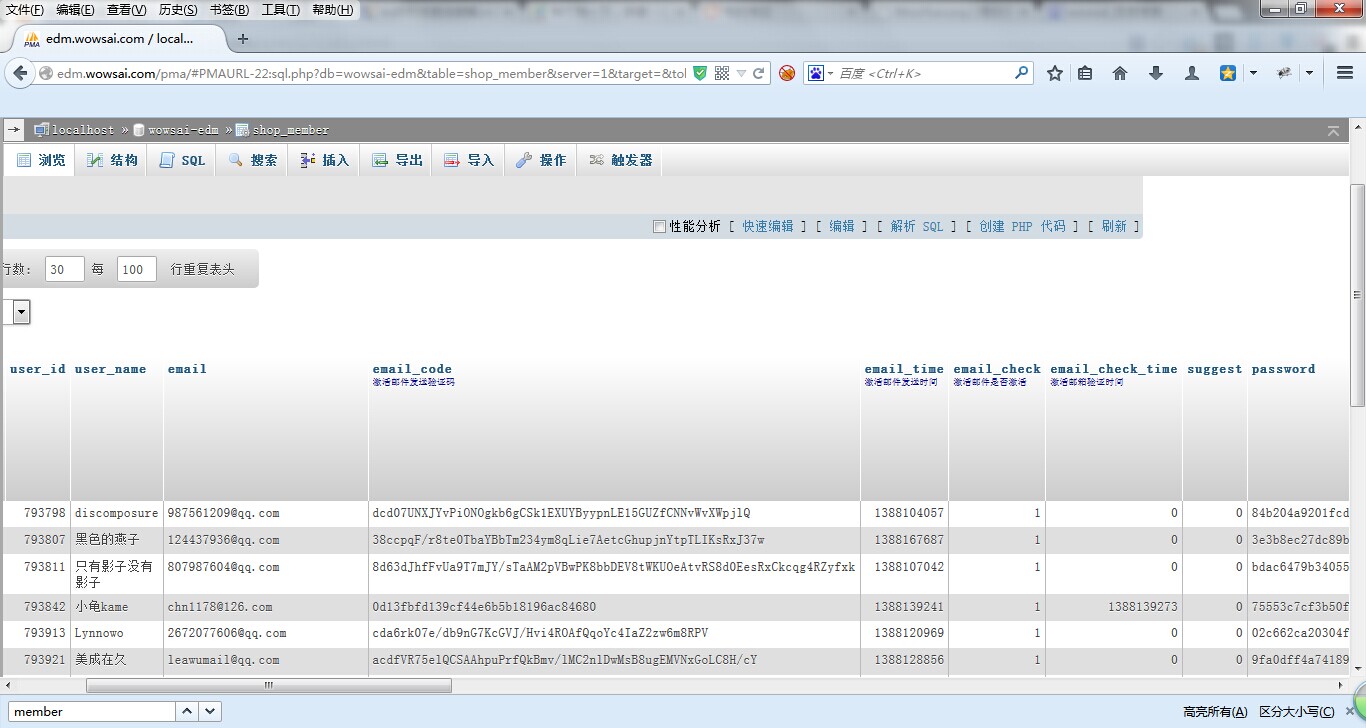 文件(F) 编辑(E) 查看(V) 历史(S) 书签(B) 工具(T) 帮助(H)
PMA edm.wowsai.com / local...
edm.wowsai.com/pma/#PMAURL-22:sql.php?db=wowsai-edm&table=shop_member&server=1&target=&tol 百度 <Ctrl+K>
localhost » wowsai-edm » shop_member
浏览 结构 SQL 搜索 插入 导出 导入 操作 触发器
性能分析 [ 快速编辑 ] [ 编辑 ] [ 解析 SQL ] [ 创建 PHP 代码 ] [ 刷新 ]
行数: 30 每 100 行重复表头
user_id user_name email email_code email_time email_check email_check_time suggest password
激活邮件发送验证码 激活邮件发送时间 激活邮件是否激活 激活邮箱验证时间
793798 discomposure 987561209@qq.com dcd07UNXJYvPiONOgkb6gCSk1EXUYByypnLE15GUZfCNNvWvXWpjlQ 1388104057 1 0 0 84b204a9201fcd
793807 黑色的燕子 124437936@qq.com 38ccpqF/r8te0TbaYBbTm234ym8qLie7AetcGhupjnYtpTLIKsRxJ37w 1388167687 1 0 0 3e3b8ec27dc89b
793811 只有影子没有 807987604@qq.com 8d63dJhfFvUa9T7mJY/sTaAM2pVBwPK8bbDEV8tWKUOeAtvRS8dOEesRxCkcqg4RZyfxk 1388107042 1 0 0 bdac6479b34055
影子
793842 小龟kame chn1178@126.com 0d13fbfd139cf44e6b5b18196ac84680 1388139241 1 1388139273 0 75553c7cf3b50f
793913 Lynnowo 2672077606@qq.com cda6rk07e/db9nG7KcGVJ/Hvi4ROAfQqoYc4IaZ2zw6m8RPV 1388120969 1 0 0 02c662ca20304f
793921 美成在久 leawumail@qq.com acdfVR75elQCSAAhpuPrfQkBmv/lMC2nlDwMsB8ugEMVNxGoLC8H/cY 1388128856 1 0 0 9fa0dff4a74189
member 高亮所有(A) 区分大小写(C)